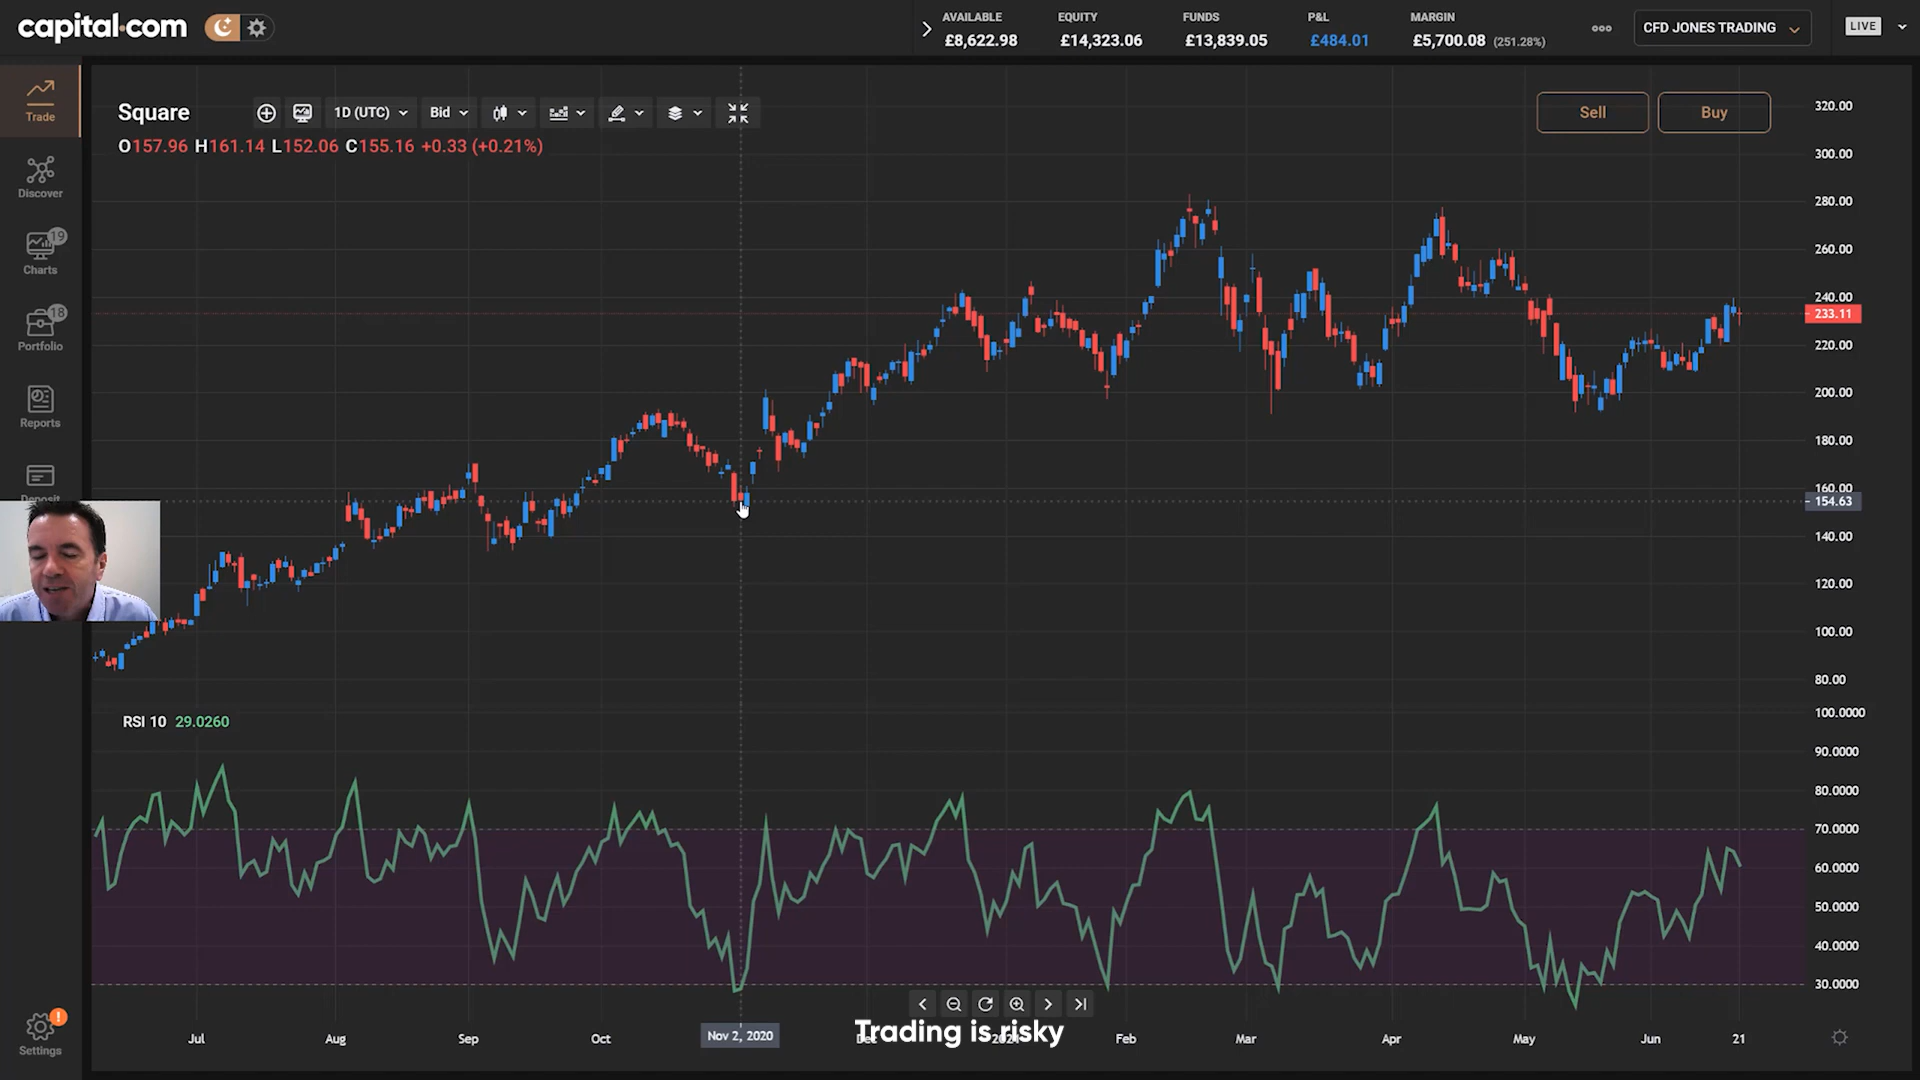 capital.com
AVAILABLE EQUITY FUNDS P&L MARGIN
£8,622.98 £14,323.06 £13,839.05 £484.01 £5,700.08 (251.28%)
CFD JONES TRADING
LIVE
Trade
Discover
19
Charts
18
Portfolio
Reports
Deposit
!
Settings
Square 1D (UTC) Bid
O157.96 H161.14 L152.06 C155.16 +0.33 (+0.21%)
Sell Buy
320.00
300.00
280.00
260.00
240.00
233.11
220.00
200.00
180.00
160.00
154.63
140.00
120.00
100.00
80.00
RSI 10 29.0260
100.0000
90.0000
80.0000
70.0000
60.0000
50.0000
40.0000
30.0000
Jul Aug Sep Oct Nov 2, 2020 Dec 2021 Feb Mar Apr May Jun 21
Trading is risky